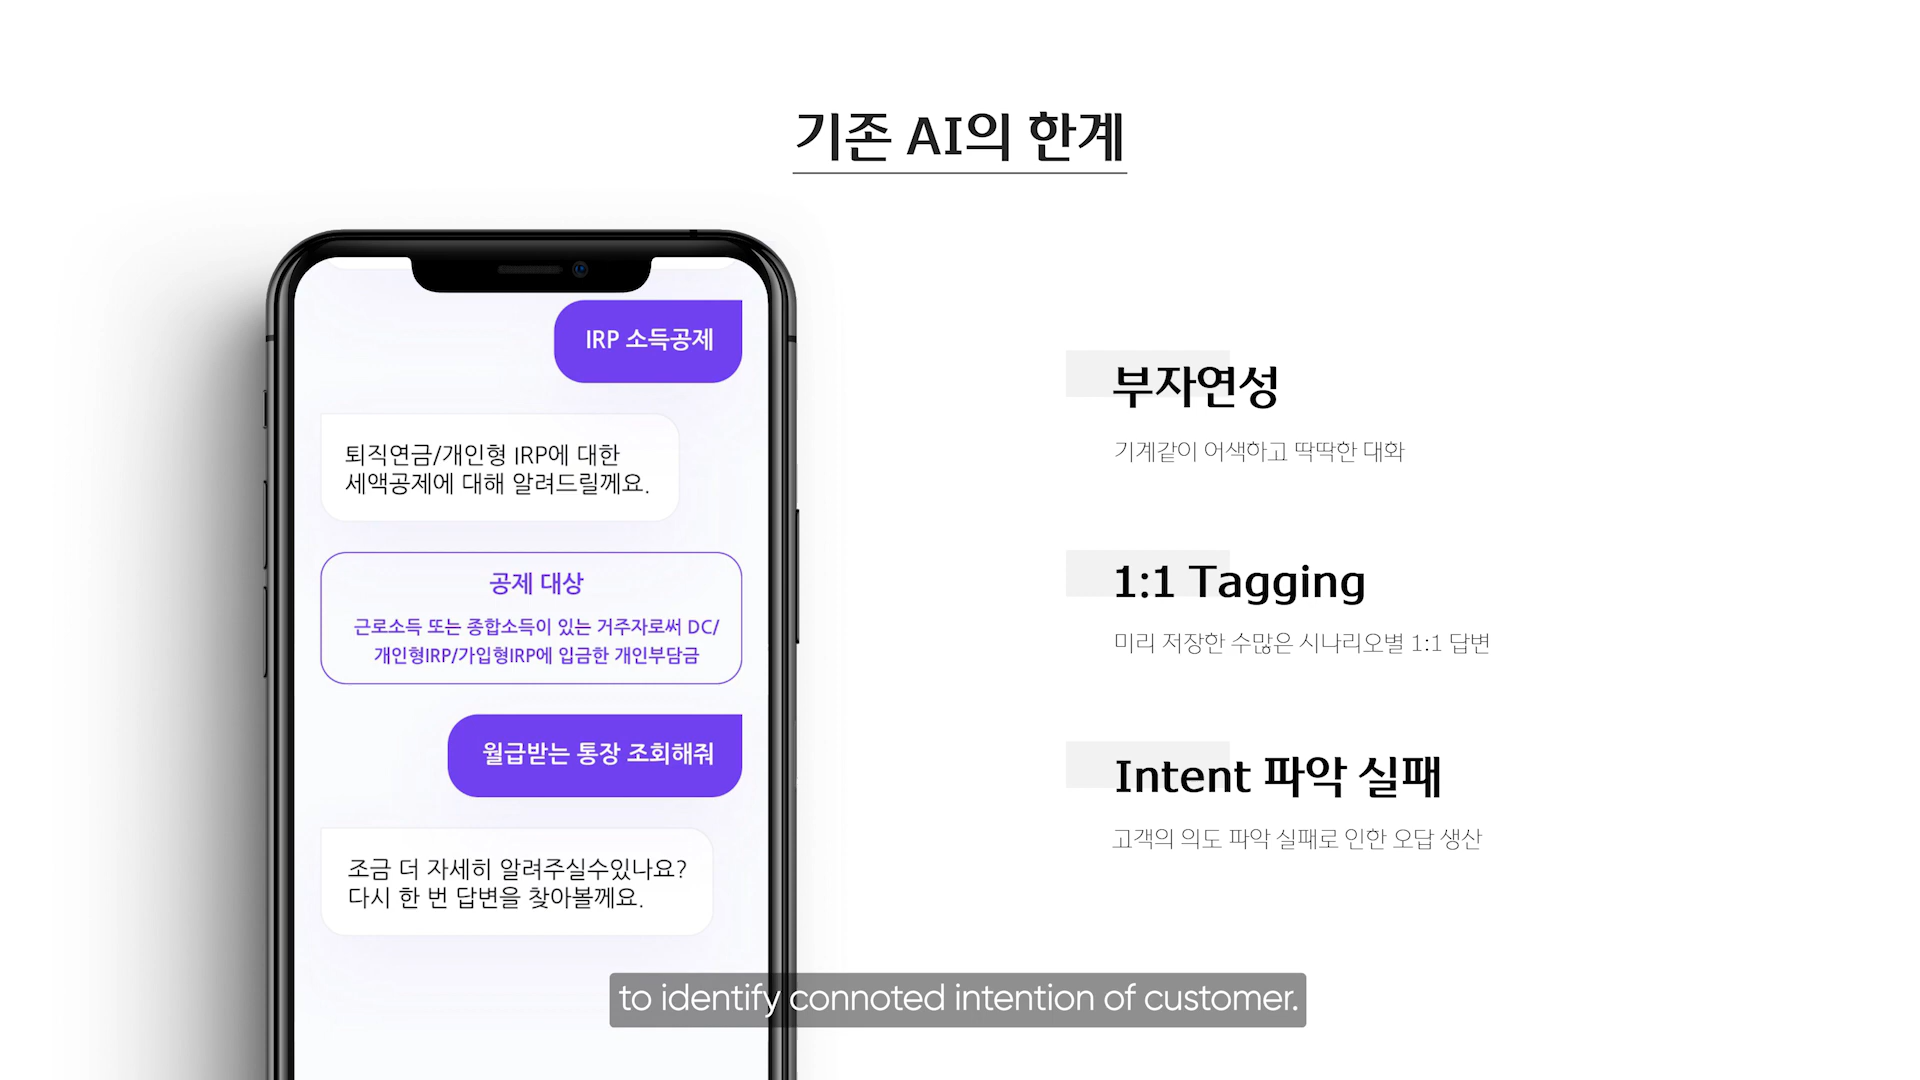 기존 AI의 한계
IRP 소득공제
퇴직연금/개인형 IRP에 대한
세액공제에 대해 알려드릴께요.
공제 대상
근로소득 또는 종합소득이 있는 거주자로써 DC/
개인형IRP/가입형IRP에 입금한 개인부담금
월급받는 통장 조회해줘
조금 더 자세히 알려주실수있나요?
다시 한 번 답변을 찾아볼께요.
부자연성
기계같이 어색하고 딱딱한 대화
1:1 Tagging
미리 저장한 수많은 시나리오별 1:1 답변
Intent 파악 실패
고객의 의도 파악 실패로 인한 오답 생산
to identify connoted intention of customer.